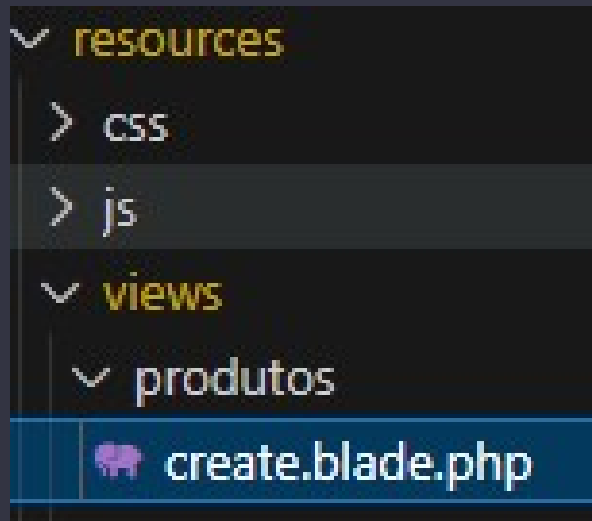 resources
css
js
views
produtos
create.blade.php